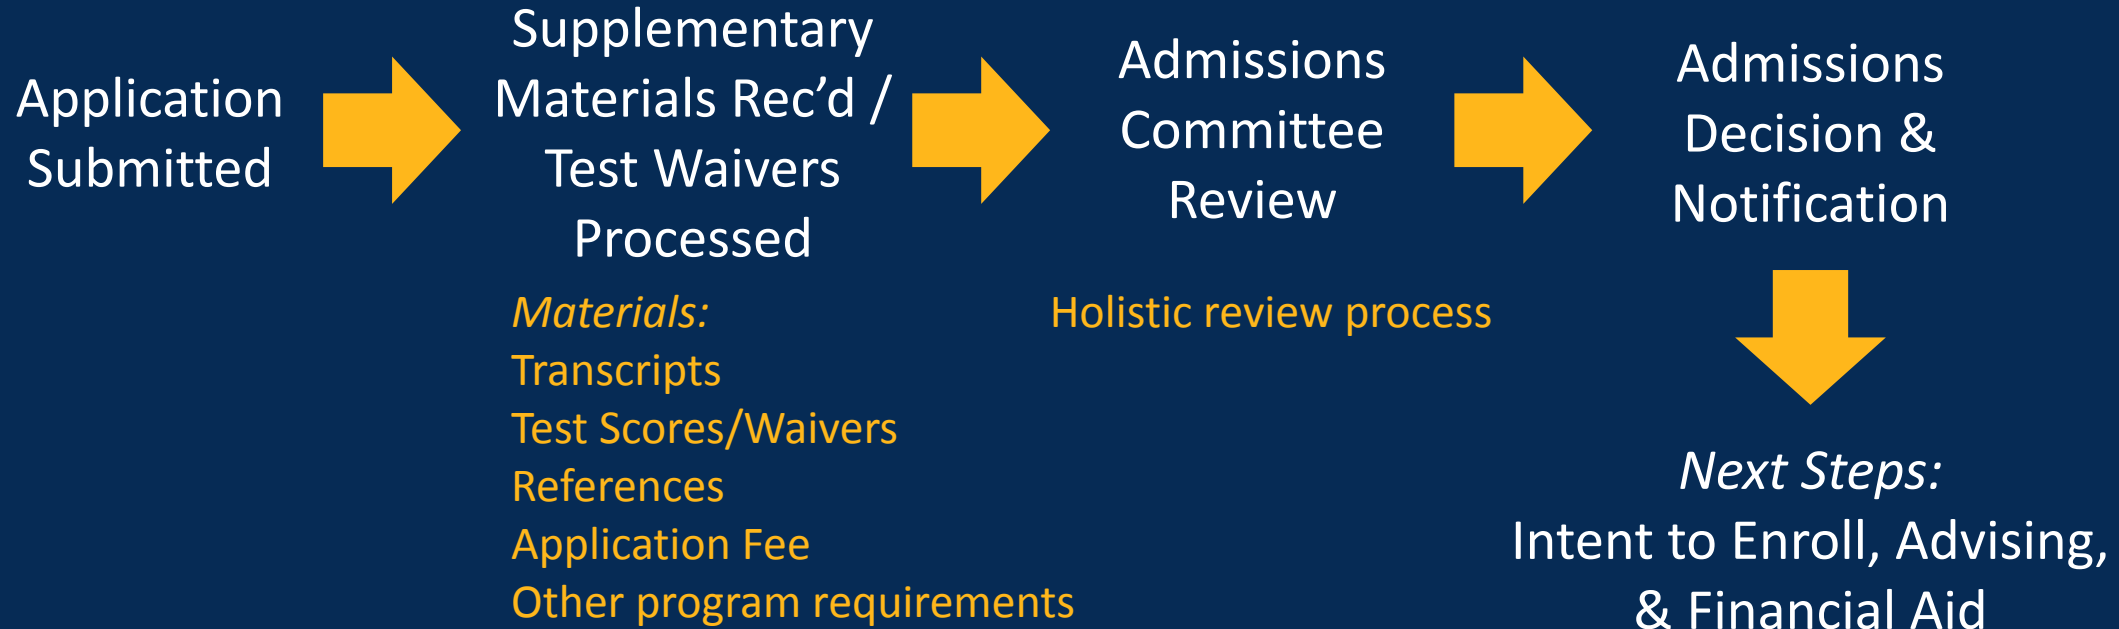 Application
Submitted
Supplementary
Materials Rec’d /
Test Waivers
Processed
Materials:
Transcripts
Test Scores/Waivers
References
Application Fee
Other program requirements
Admissions
Committee
Review
Holistic review process
Admissions
Decision &
Notification
Next Steps:
Intent to Enroll, Advising,
& Financial Aid